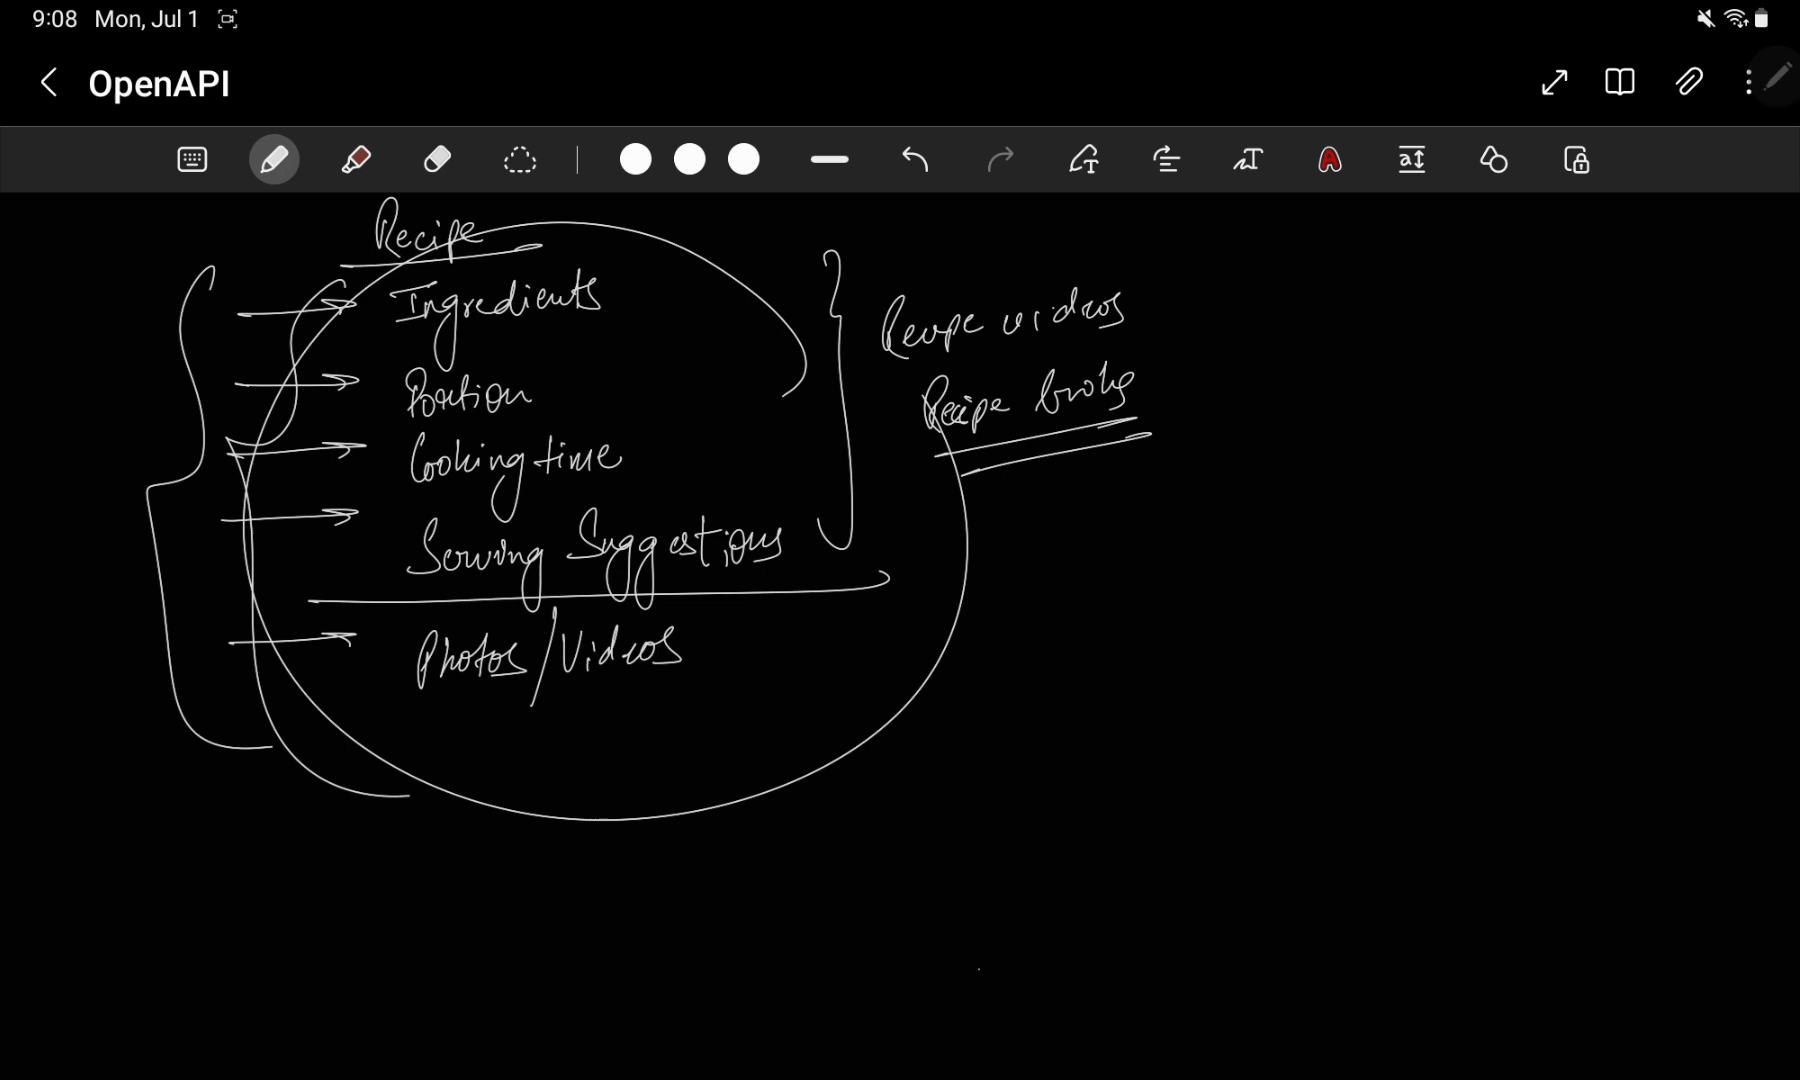 9:08 Mon, Jul 1
OpenAPI
Recipe
Ingredients
Portion
Cooking time
Serving Suggestions
Photos/Videos
Recipe videos
Recipe books